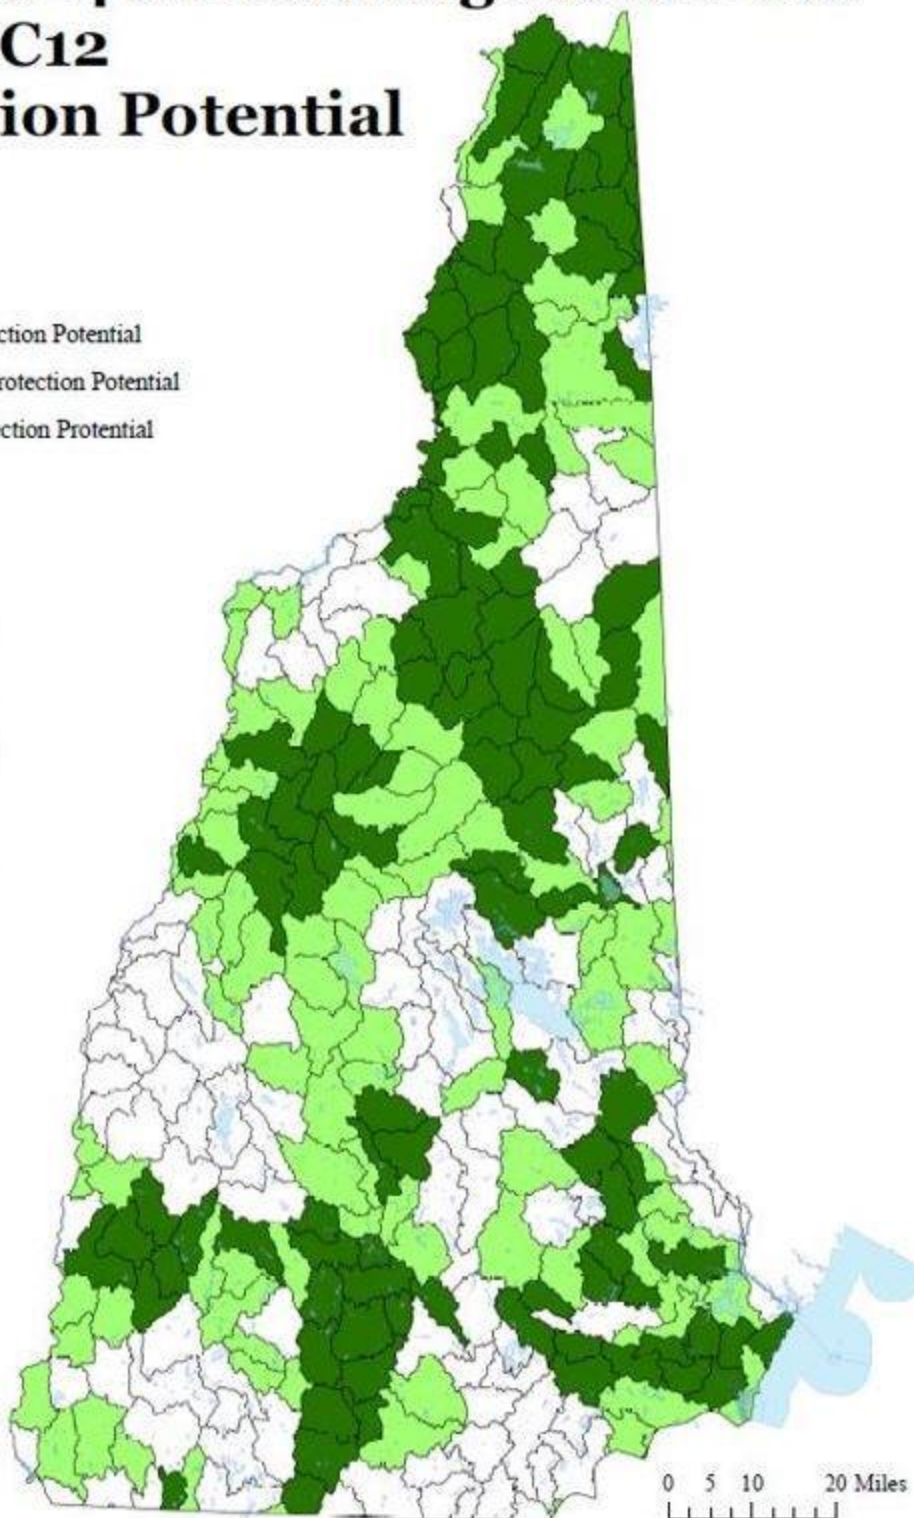 C12
ion Potential
ction Potential
rotection Potential
ction Protential
0 5 10 20 Miles